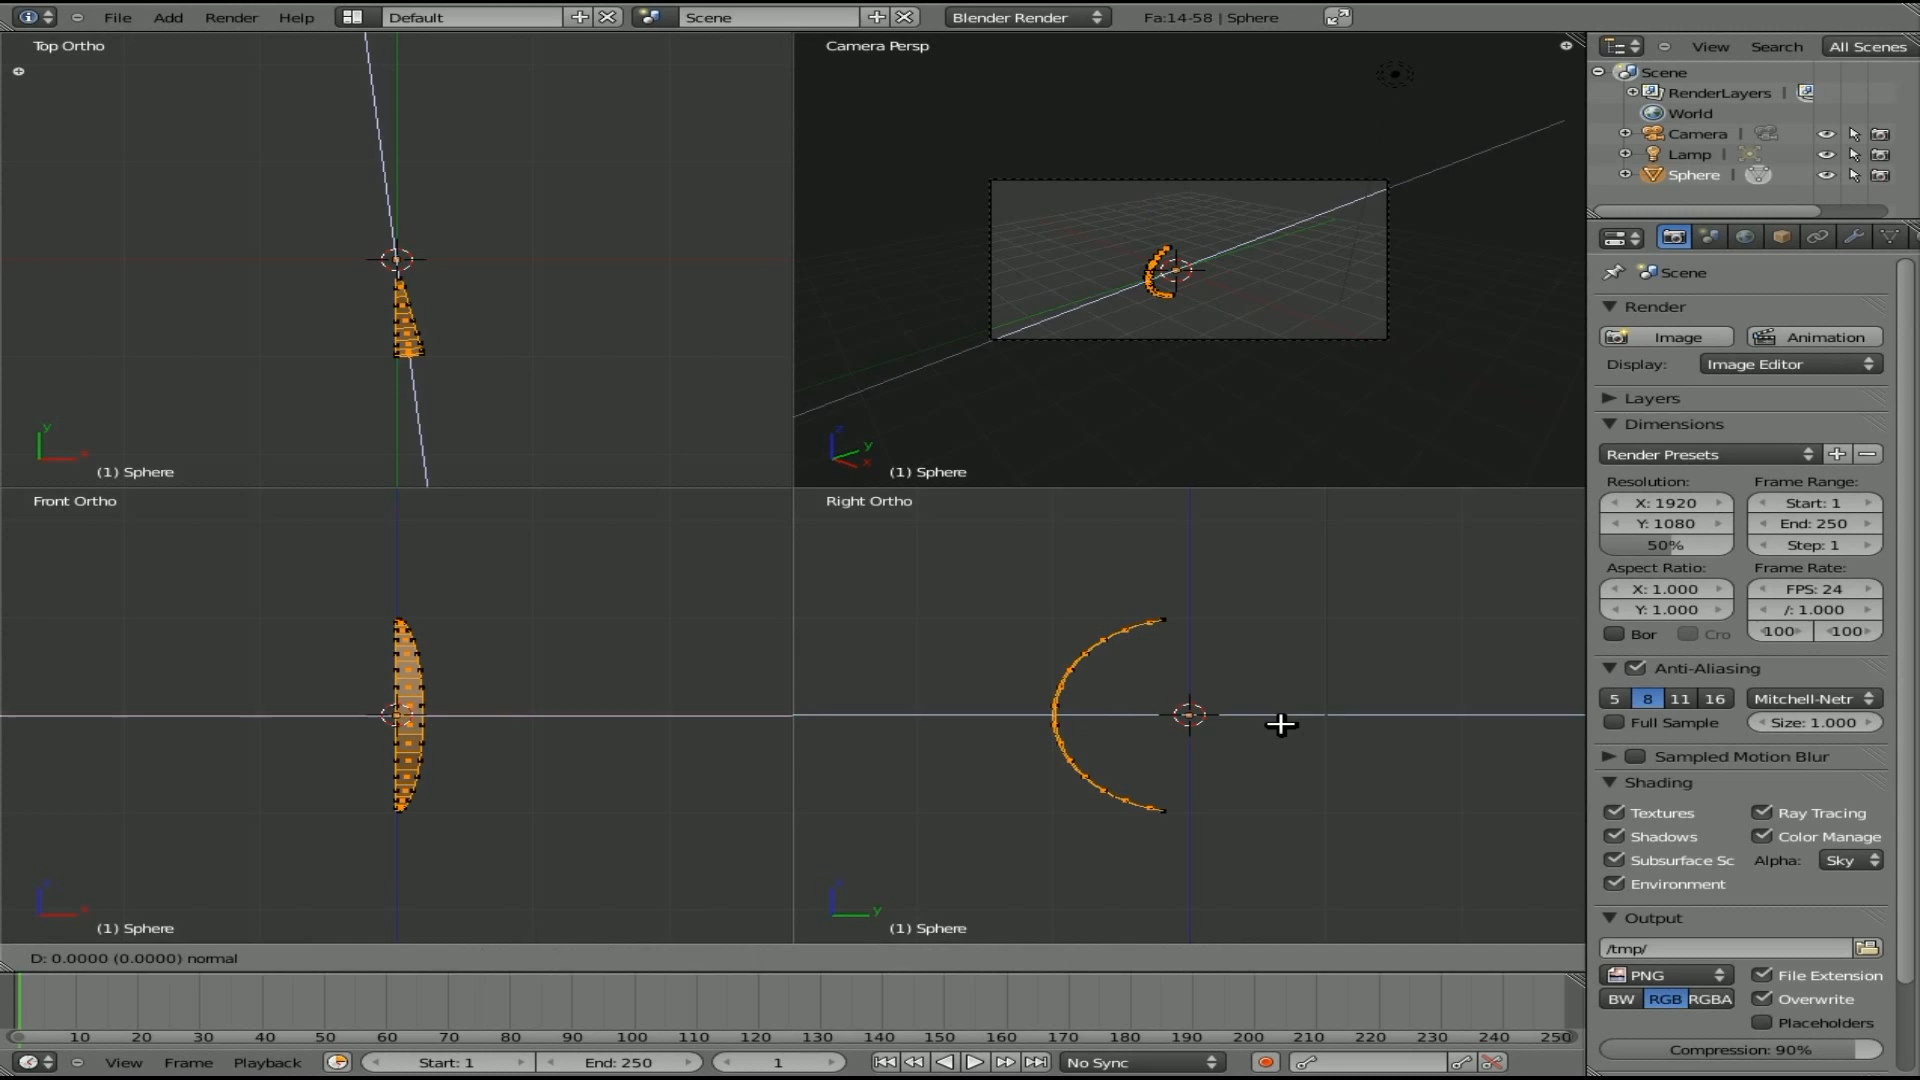 File Add Render Help Default Scene Blender Render Fa:14-58 | Sphere
Top Ortho
Camera Persp
View Search All Scenes
Scene
RenderLayers |
World
Camera |
Lamp |
Sphere |
Scene
Render
Image Animation
Display: Image Editor
Layers
Dimensions
Render Presets
Resolution: Frame Range:
X: 1920 Start: 1
Y: 1080 End: 250
50% Step: 1
Aspect Ratio: Frame Rate:
X: 1.000 FPS: 24
Y: 1.000 /: 1.000
Bor Cro 100 100
Anti-Aliasing
5 8 11 16 Mitchell-Netr
Full Sample Size: 1.000
Sampled Motion Blur
Shading
Textures Ray Tracing
Shadows Color Manage
Subsurface Sc Alpha: Sky
Environment
Output
/tmp/
PNG File Extension
BW RGB RGBA Overwrite
Placeholders
Compression: 90%
y
x
(1) Sphere
z
y
x
(1) Sphere
Front Ortho
Right Ortho
z
x
(1) Sphere
z
y
(1) Sphere
D: 0.0000 (0.0000) normal
10 20 30 40 50 60 70 80 90 100 110 120 130 140 150 160 170 180 190 200 210 220 230 240 250
View Frame Playback Start: 1 End: 250 1 No Sync